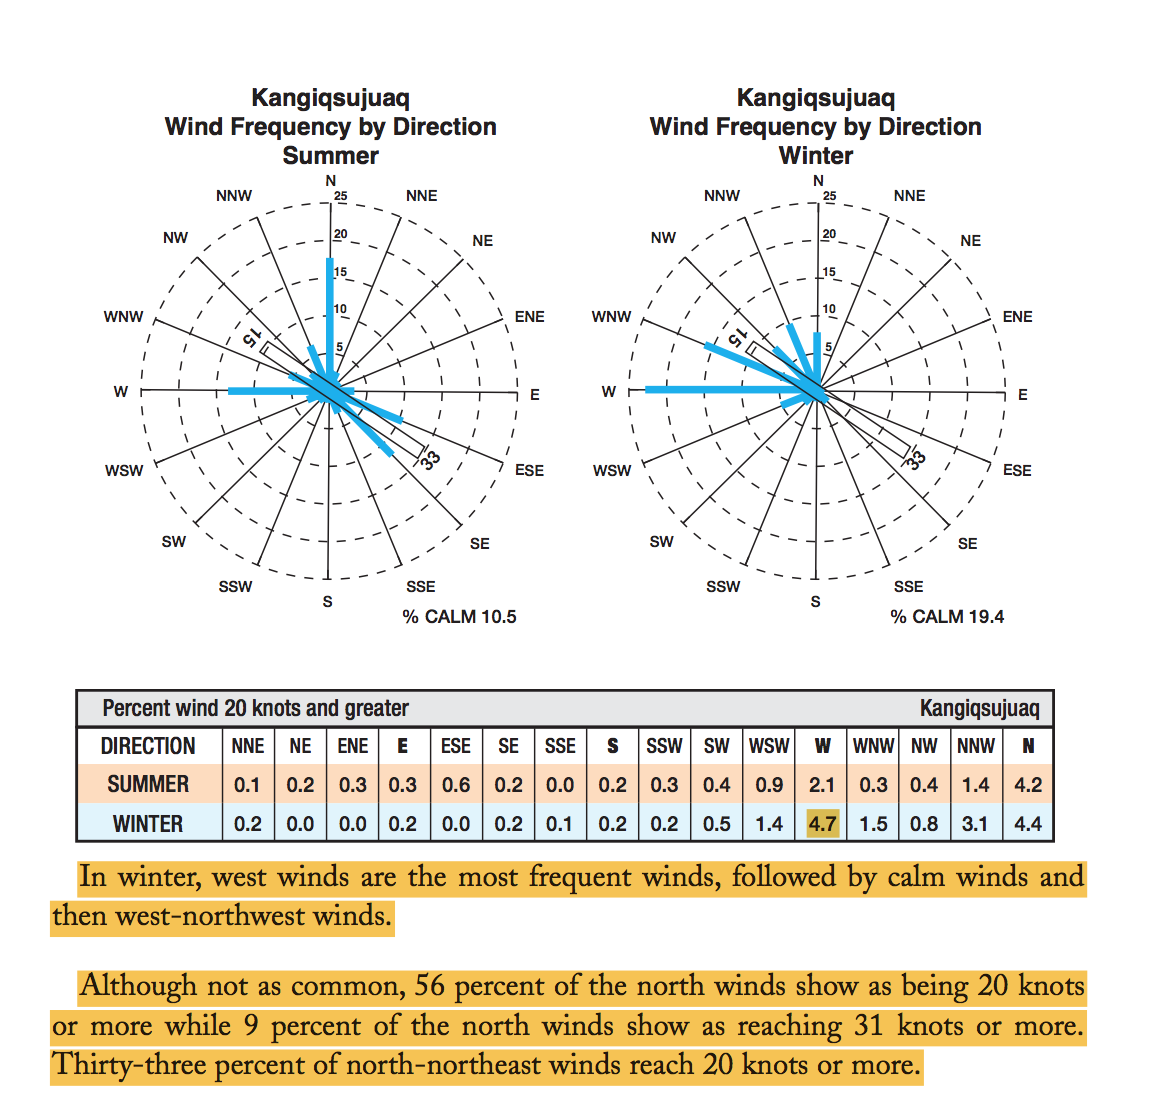 Kangiqsujuaq
Wind Frequency by Direction
Summer
N
25
20
15
10
5
NNE
NE
ENE
E
ESE
SE
SSE
S
SSW
SW
WSW
W
WNW
NW
NNW
15
33
% CALM 10.5
Kangiqsujuaq
Wind Frequency by Direction
Winter
N
25
20
15
10
5
NNE
NE
ENE
E
ESE
SE
SSE
S
SSW
SW
WSW
W
WNW
NW
NNW
15
33
% CALM 19.4
Percent wind 20 knots and greater Kangiqsujuaq
DIRECTION NNE NE ENE E ESE SE SSE S SSW SW WSW W WNW NW NNW N
SUMMER 0.1 0.2 0.3 0.3 0.6 0.2 0.0 0.2 0.3 0.4 0.9 2.1 0.3 0.4 1.4 4.2
WINTER 0.2 0.0 0.0 0.2 0.0 0.2 0.1 0.2 0.2 0.5 1.4 4.7 1.5 0.8 3.1 4.4
In winter, west winds are the most frequent winds, followed by calm winds and
then west-northwest winds.
Although not as common, 56 percent of the north winds show as being 20 knots
or more while 9 percent of the north winds show as reaching 31 knots or more.
Thirty-three percent of north-northeast winds reach 20 knots or more.